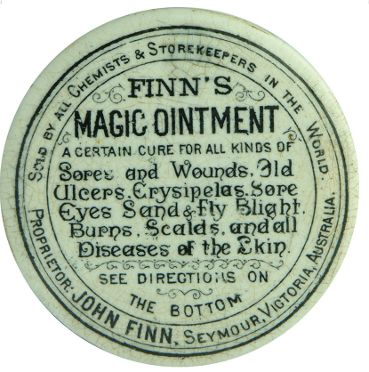 SOLD BY ALL CHEMISTS & STOREKEEPERS IN THE WORLD.
FINN'S
MAGIC OINTMENT
A CERTAIN CURE FOR ALL KINDS OF
Sores and Wounds, Old
Ulcers, Erysipelas, Sore
Eyes Sand & Fly Blight.
Burns, Scalds, and all
Diseases of the Skin.
SEE DIRECTIONS ON
THE BOTTOM
PROPRIETOR: JOHN FINN, SEYMOUR, VICTORIA, AUSTRALIA.